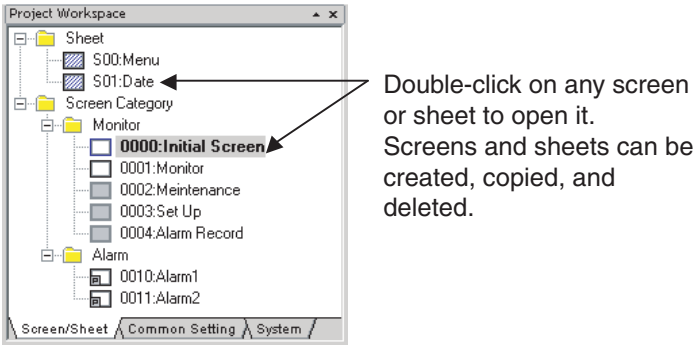 Project Workspace
Sheet
S00:Menu
S01:Date
Screen Category
Monitor
0000:Initial Screen
0001:Monitor
0002:Meintenance
0003:Set Up
0004:Alarm Record
Alarm
0010:Alarm1
0011:Alarm2
Screen/Sheet Common Setting System
Double-click on any screen
or sheet to open it.
Screens and sheets can be
created, copied, and
deleted.